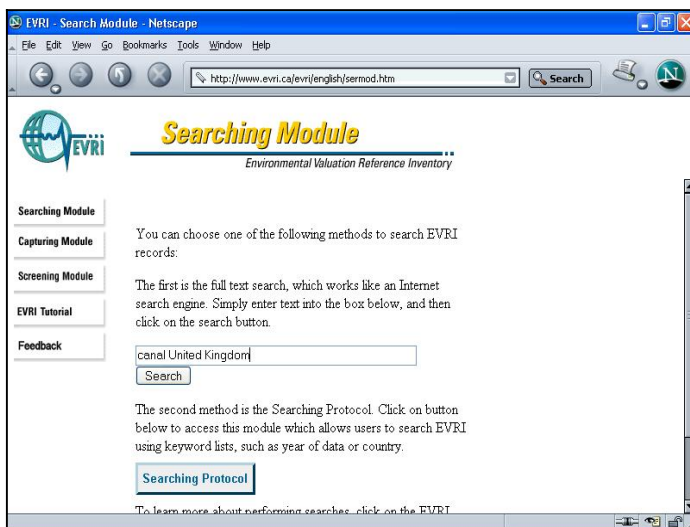 EVRI - Search Module - Netscape
File Edit View Go Bookmarks Tools Window Help
http://www.evri.ca/evri/english/sermod.htm
Search
N
EVRI
Searching Module
Environmental Valuation Reference Inventory
Searching Module
Capturing Module
Screening Module
EVRI Tutorial
Feedback
You can choose one of the following methods to search EVRI
records:
The first is the full text search, which works like an Internet
search engine. Simply enter text into the box below, and then
click on the search button.
canal United Kingdom
Search
The second method is the Searching Protocol. Click on button
below to access this module which allows users to search EVRI
using keyword lists, such as year of data or country.
Searching Protocol
To learn more about performing searches, click on the EVRI